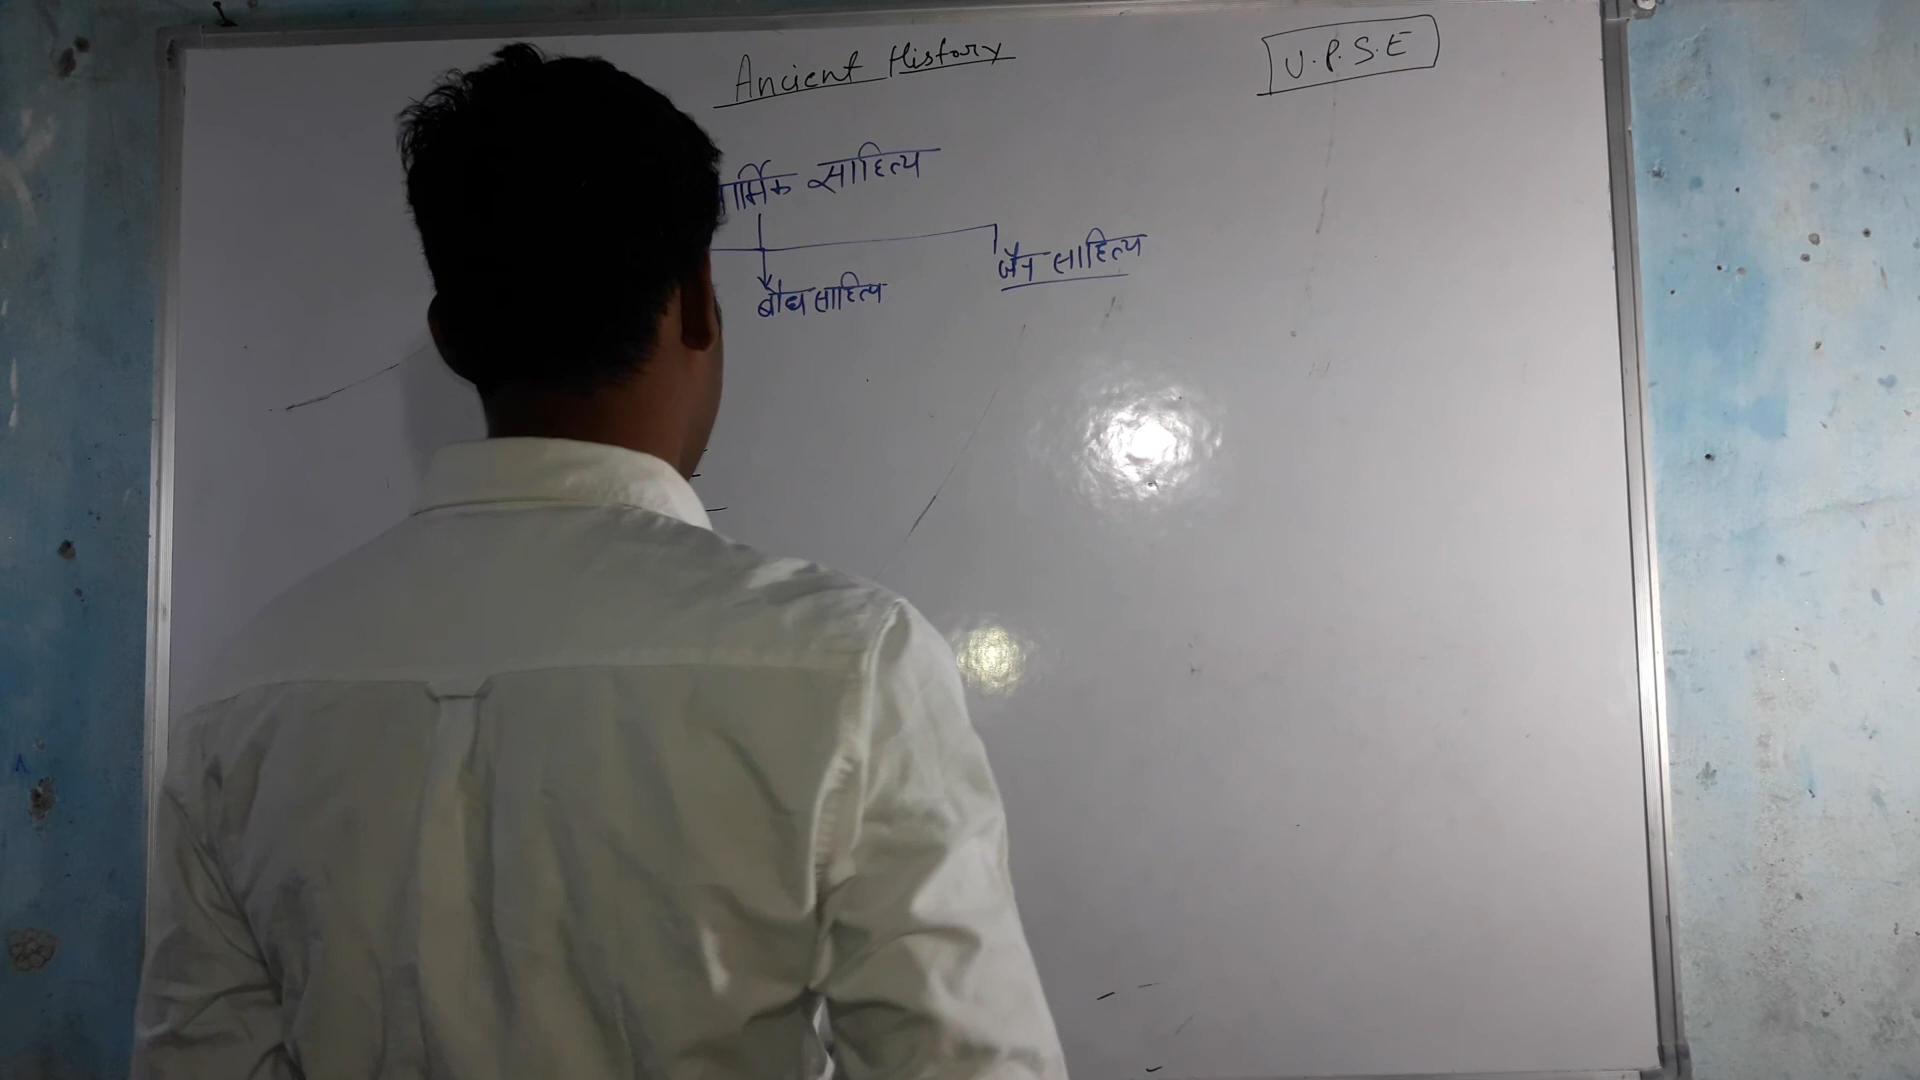 Ancient History
U.P.S.E
र्मिक साहित्य
बौध साहित्य
जैन साहित्य